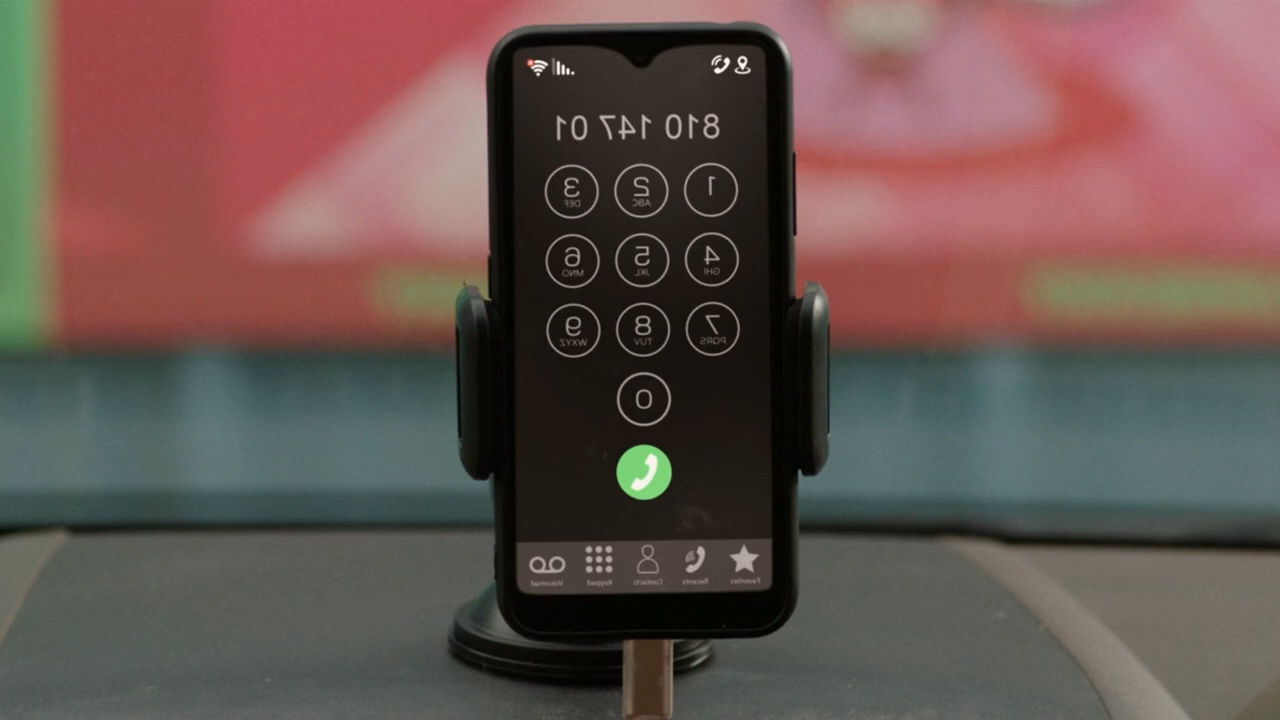 810 147 01
1 2 3
ABC DEF
4 5 6
GHI JKL MNO
7 8 9
PQRS TUV WXYZ
0
Favorites Recents Contacts Keypad Voicemail